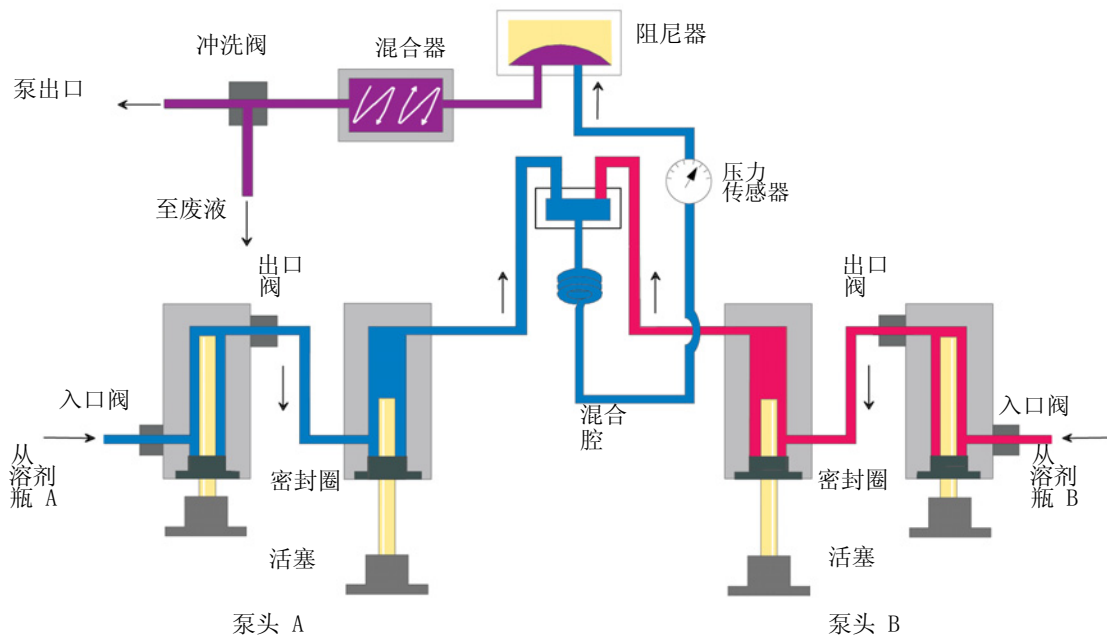 阻尼器
冲洗阀
混合器
泵出口
压力
传感器
至废液
出口
阀
出口
阀
入口阀
混合
腔
入口阀
从
溶剂
瓶 A
密封圈
密封圈
从
溶剂
瓶 B
活塞
活塞
泵头 A
泵头 B